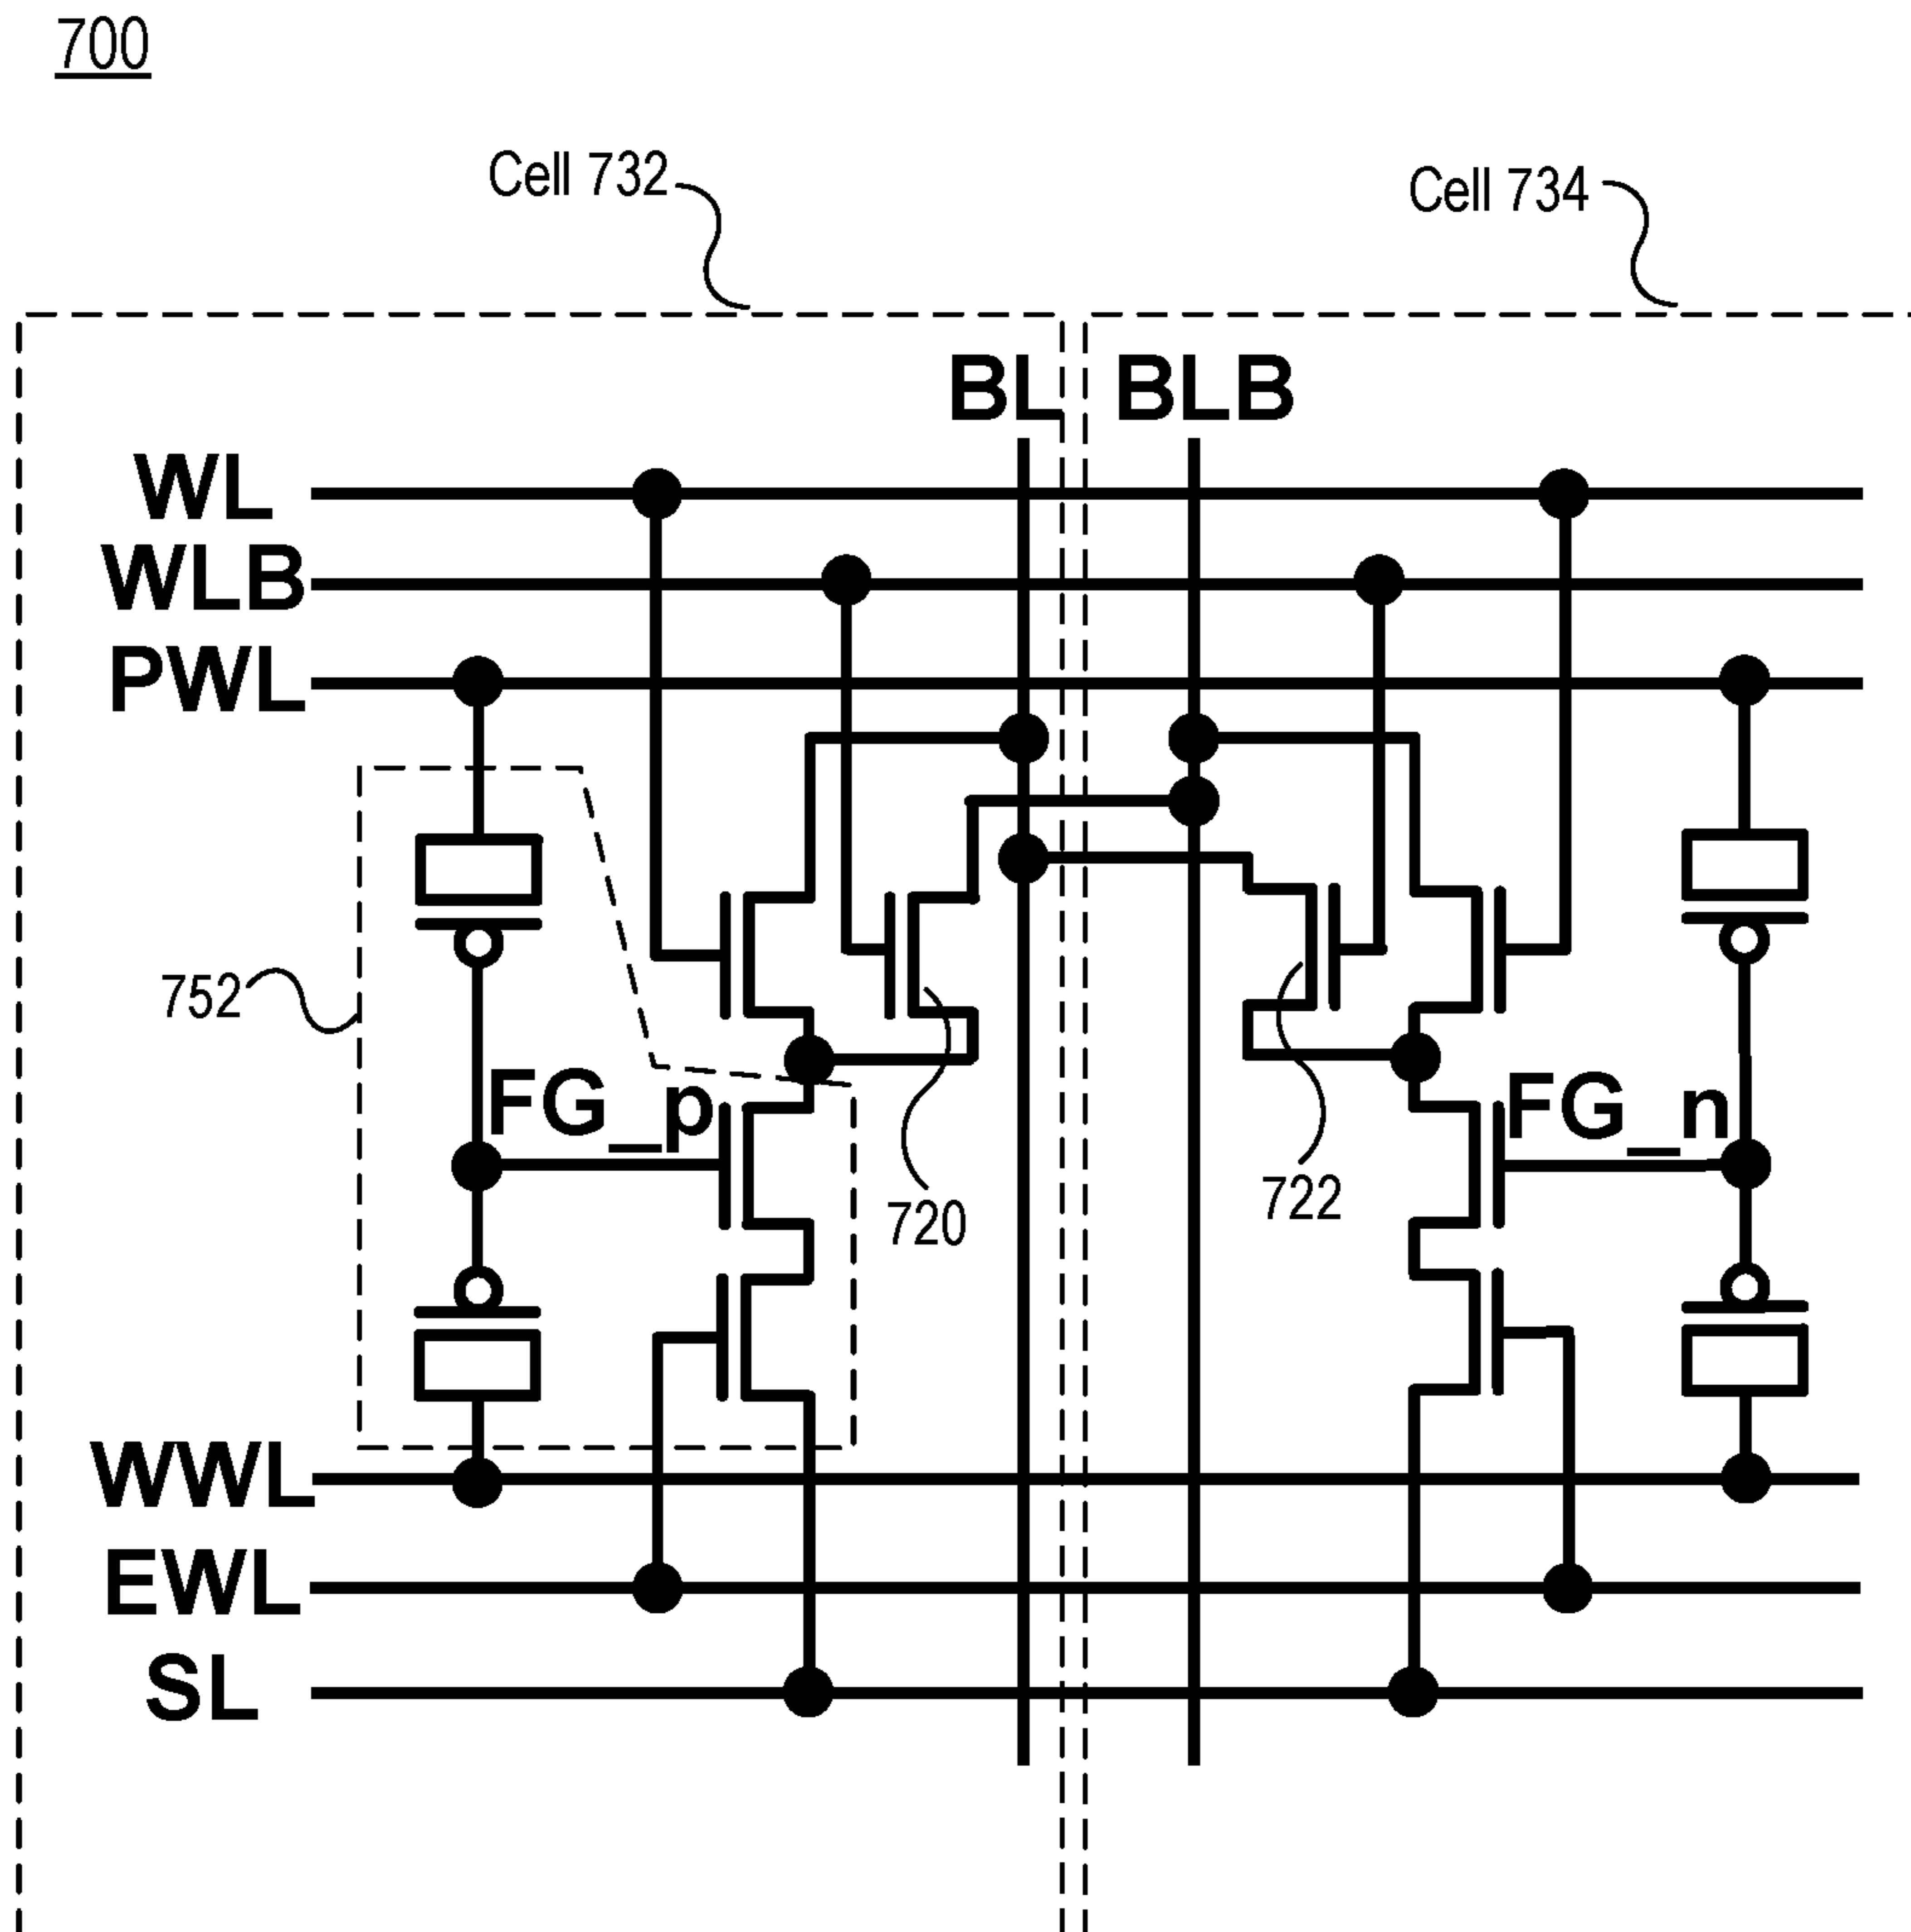 700
Cell 732
Cell 734
BL
BLB
WL
WLB
PWL
752
FG_p
FG_n
720
722
WWL
EWL
SL